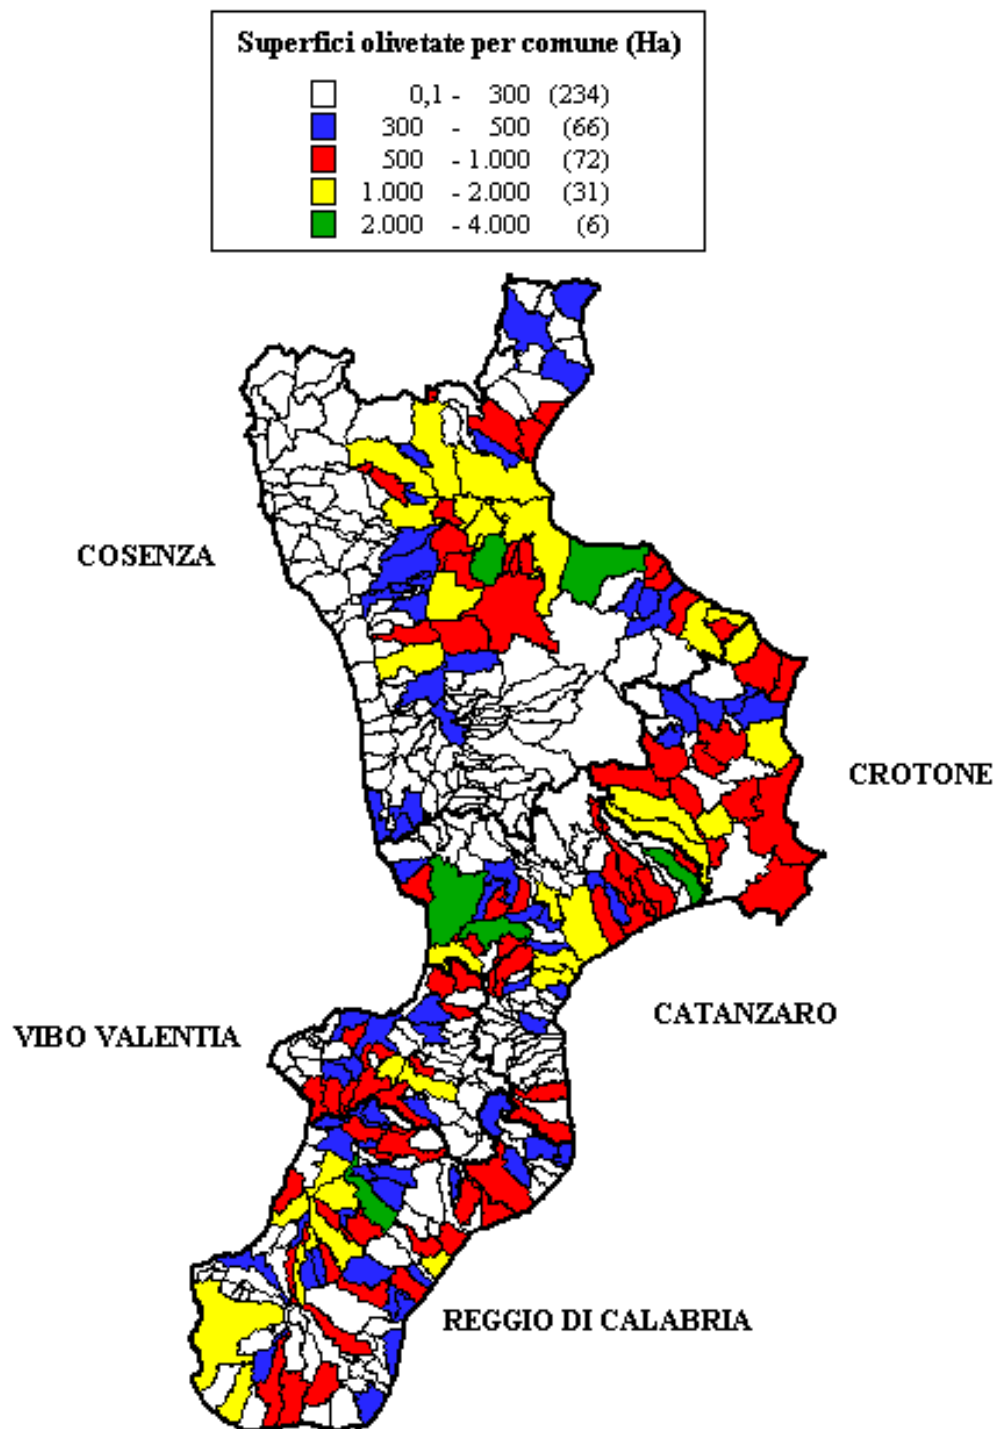 Superfici olivetate per comune (Ha)
0,1 - 300 (234)
300 - 500 (66)
500 - 1.000 (72)
1.000 - 2.000 (31)
2.000 - 4.000 (6)
COSENZA
CROTONE
CATANZARO
VIBO VALENTIA
REGGIO DI CALABRIA